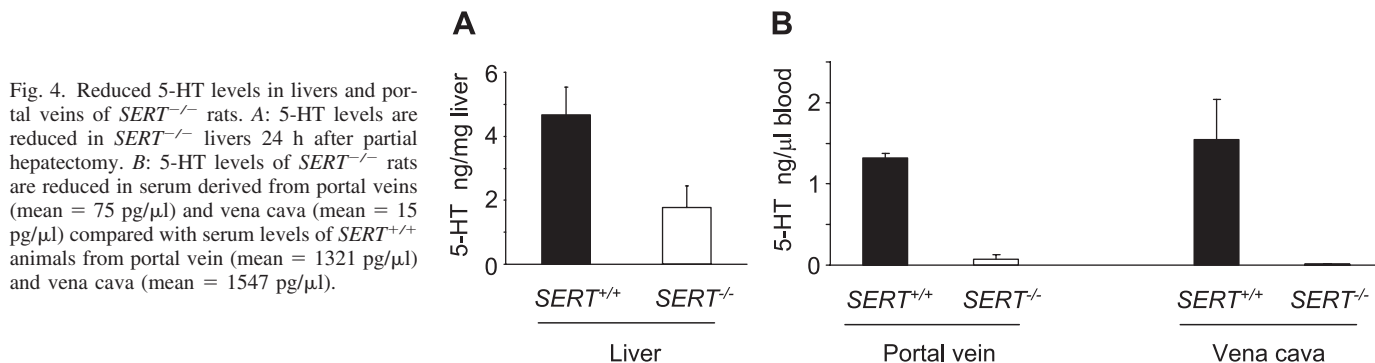 Fig. 4. Reduced 5-HT levels in livers and por-
tal veins of SERT−/− rats. A: 5-HT levels are
reduced in SERT−/− livers 24 h after partial
hepatectomy. B: 5-HT levels of SERT−/− rats
are reduced in serum derived from portal veins
(mean = 75 pg/μl) and vena cava (mean = 15
pg/μl) compared with serum levels of SERT+/+
animals from portal vein (mean = 1321 pg/μl)
and vena cava (mean = 1547 pg/μl).
A
5-HT ng/mg liver
6
4
2
0
SERT+/+ SERT-/-
Liver
B
5-HT ng/μl blood
2
1
0
SERT+/+ SERT-/- SERT+/+ SERT-/-
Portal vein Vena cava